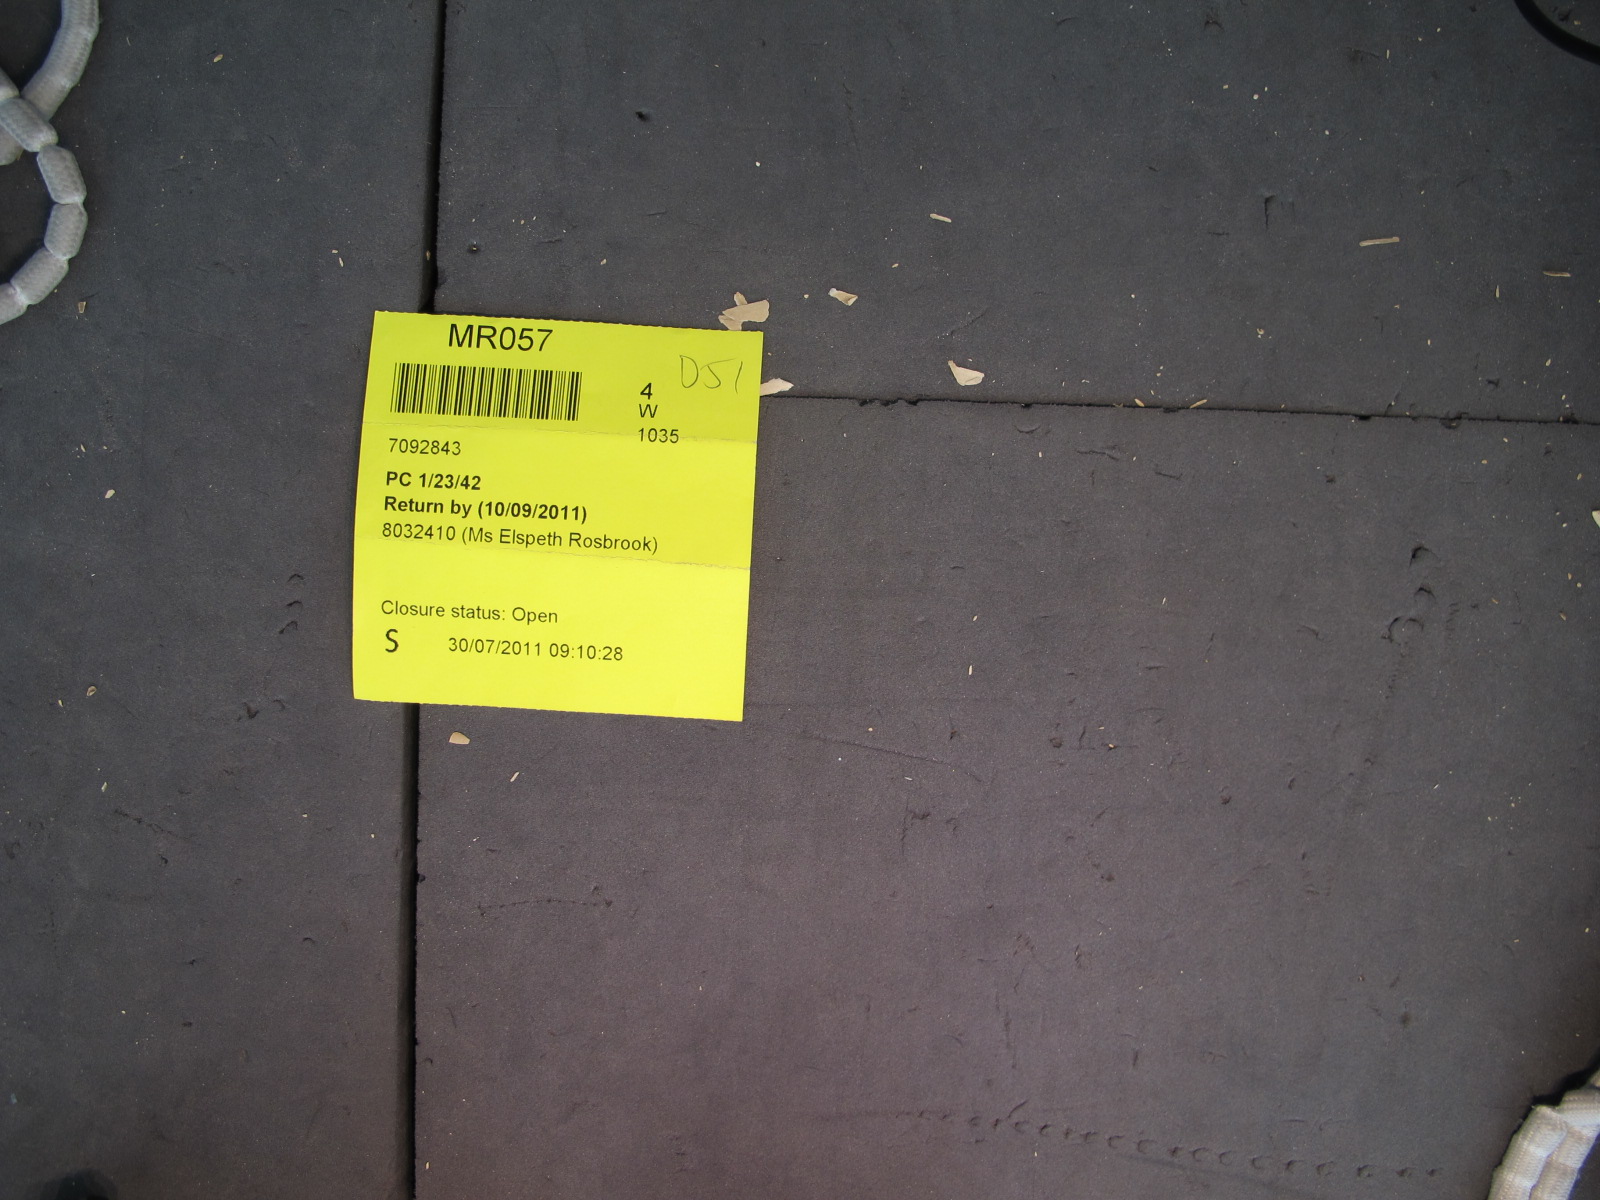 MR057
D51
4
W
1035
7092843
PC 1/23/42
Return by (10/09/2011)
8032410 (Ms Elspeth Rosbrook)
Closure status: Open
S 30/07/2011 09:10:28